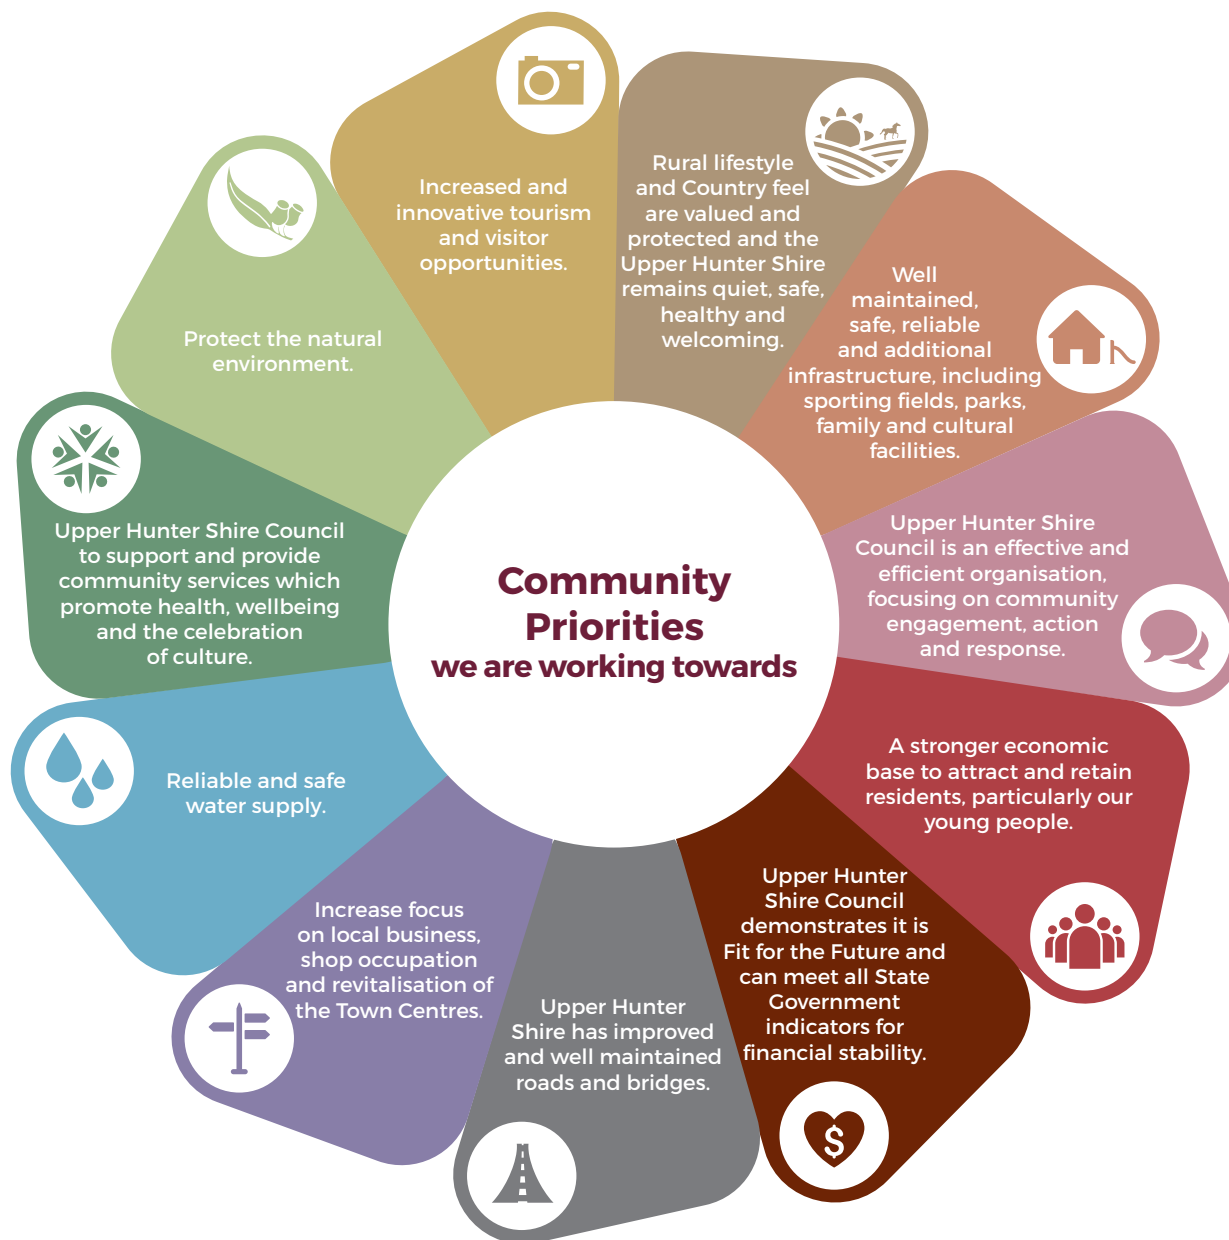 Community
Priorities
we are working towards
Rural lifestyle
and Country feel
are valued and
protected and the
Upper Hunter Shire
remains quiet, safe,
healthy and
welcoming.
Well
maintained,
safe, reliable
and additional
infrastructure, including
sporting fields, parks,
family and cultural
facilities.
Upper Hunter Shire
Council is an effective and
efficient organisation,
focusing on community
engagement, action
and response.
A stronger economic
base to attract and retain
residents, particularly our
young people.
Upper Hunter
Shire Council
demonstrates it is
Fit for the Future and
can meet all State
Government
indicators for
financial stability.
$
Upper Hunter
Shire has improved
and well maintained
roads and bridges.
Increase focus
on local business,
shop occupation
and revitalisation of
the Town Centres.
Reliable and safe
water supply.
Upper Hunter Shire Council
to support and provide
community services which
promote health, wellbeing
and the celebration
of culture.
Protect the natural
environment.
Increased and
innovative tourism
and visitor
opportunities.